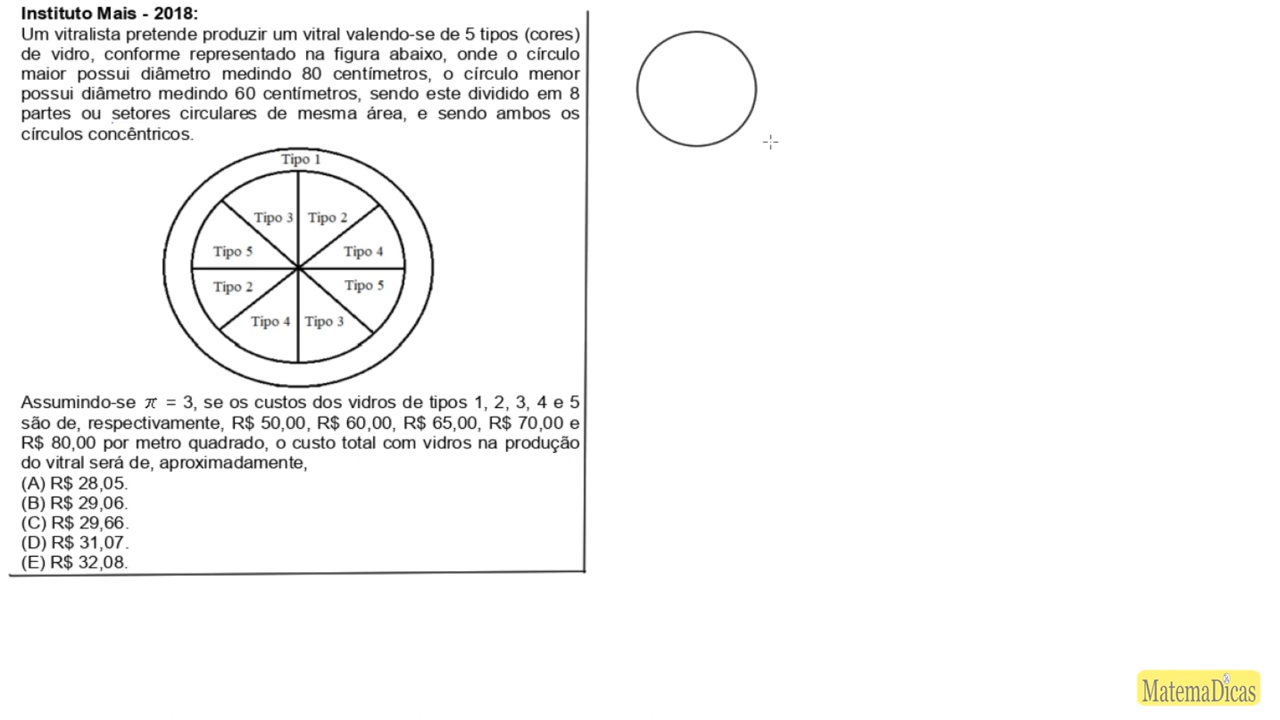 Instituto Mais - 2018:
Um vitralista pretende produzir um vitral valendo-se de 5 tipos (cores)
de vidro, conforme representado na figura abaixo, onde o círculo
maior possui diâmetro medindo 80 centímetros, o círculo menor
possui diâmetro medindo 60 centímetros, sendo este dividido em 8
partes ou setores circulares de mesma área, e sendo ambos os
círculos concêntricos.
Tipo 1
Tipo 3 Tipo 2
Tipo 5 Tipo 4
Tipo 2 Tipo 5
Tipo 4 Tipo 3
Assumindo-se π = 3, se os custos dos vidros de tipos 1, 2, 3, 4 e 5
são de, respectivamente, R$ 50,00, R$ 60,00, R$ 65,00, R$ 70,00 e
R$ 80,00 por metro quadrado, o custo total com vidros na produção
do vitral será de, aproximadamente,
(A) R$ 28,05.
(B) R$ 29,06.
(C) R$ 29,66.
(D) R$ 31,07.
(E) R$ 32,08.
MatemaDicas